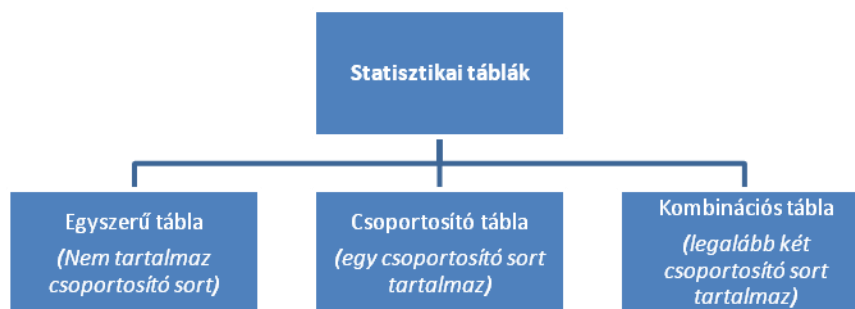 Statisztikai táblák
Egyszerű tábla
(Nem tartalmaz
csoportosító sort)
Csoportosító tábla
(egy csoportosító sort
tartalmaz)
Kombinációs tábla
(legalább két
csoportosító sort
tartalmaz)